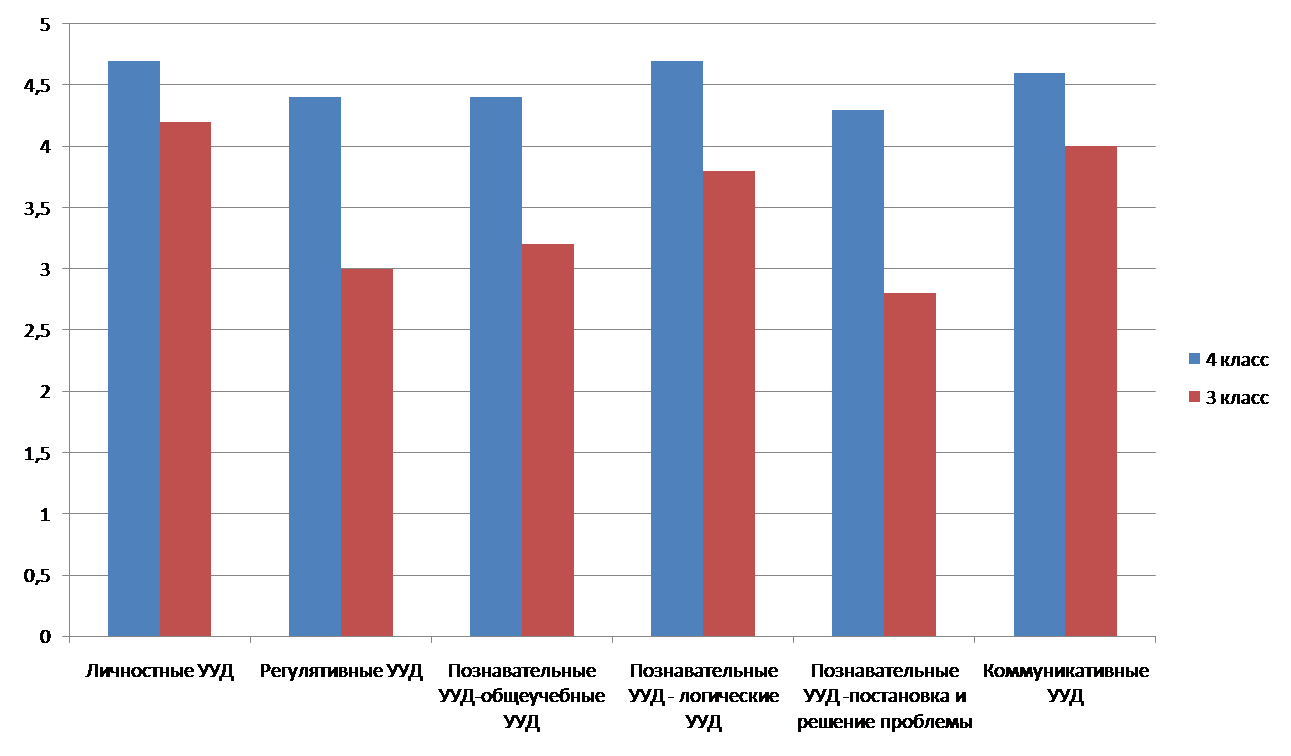 5
4,5
4
3,5
3
2,5
2
1,5
1
0,5
0
Личностные УУД
Регулятивные УУД
Познавательные
УУД-общеучебные
УУД
Познавательные
УУД - логические
УУД
Познавательные
УУД -постановка и
решение проблемы
Коммуникативные
УУД
4 класс
3 класс